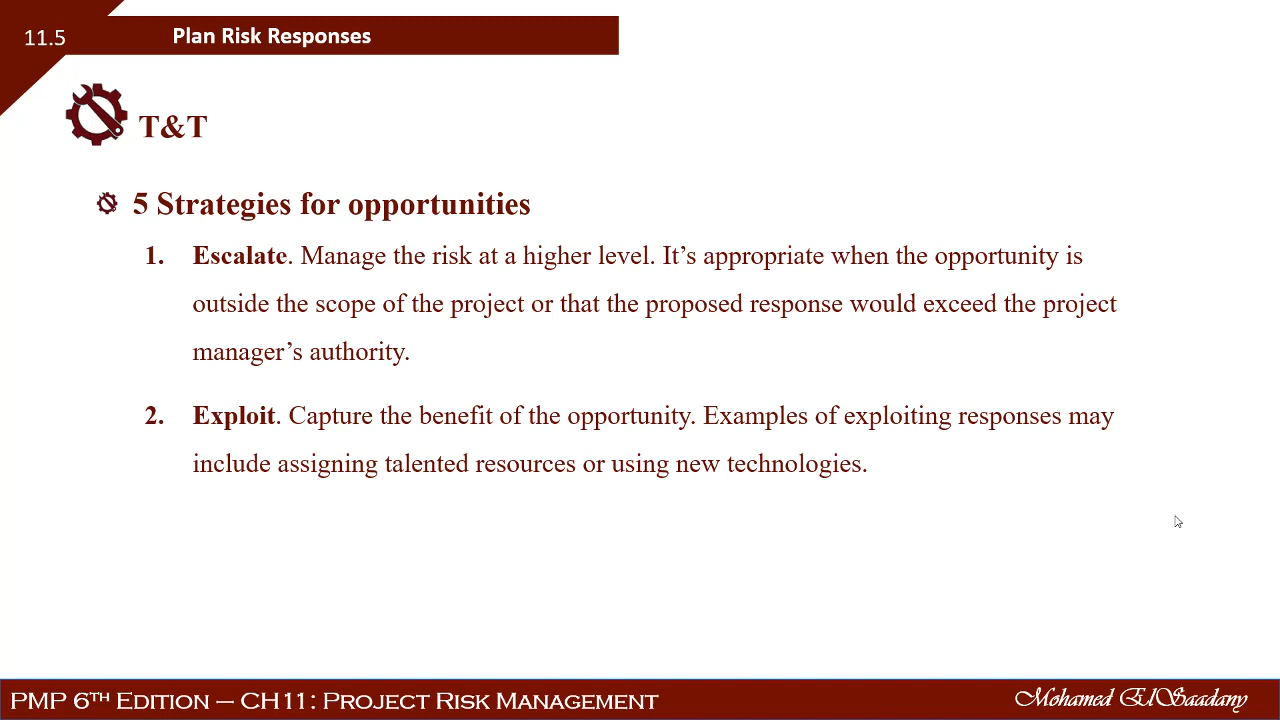 11.5
Plan Risk Responses
T&T
5 Strategies for opportunities
1. Escalate. Manage the risk at a higher level. It’s appropriate when the opportunity is
outside the scope of the project or that the proposed response would exceed the project
manager’s authority.
2. Exploit. Capture the benefit of the opportunity. Examples of exploiting responses may
include assigning talented resources or using new technologies.
PMP 6TH Edition – CH11: Project Risk Management
Mohamed ElSaadany